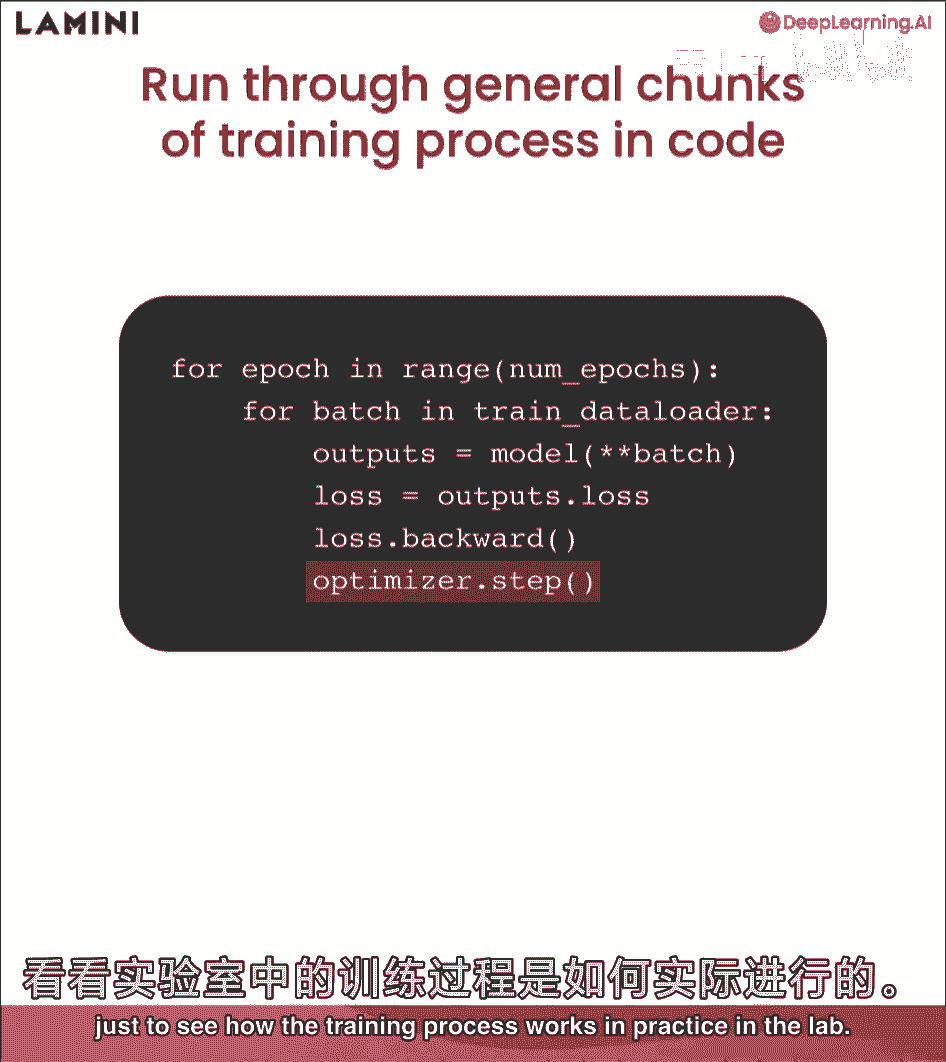 LAMINI
DeepLearning.AI
Run through general chunks
of training process in code
for epoch in range(num_epochs):
    for batch in train_dataloader:
        outputs = model(**batch)
        loss = outputs.loss
        loss.backward()
        optimizer.step()
看看实验室中的训练过程是如何实际进行的。
just to see how the training process works in practice in the lab.